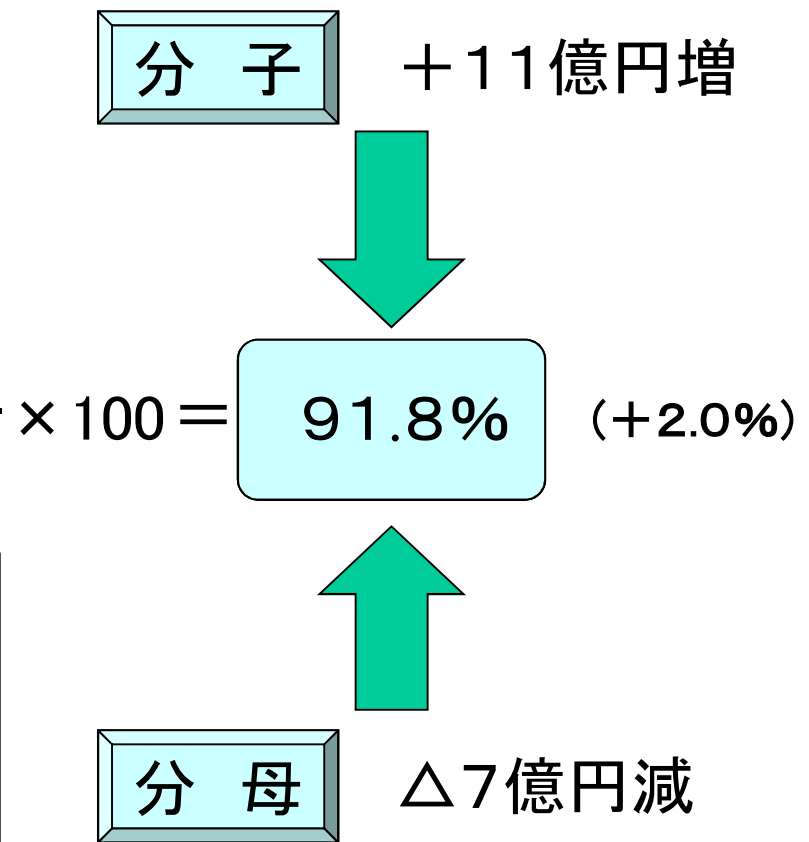 分　子　＋１１億円増
×100＝　91.8%　（＋2.0%）
分　母　△7億円減